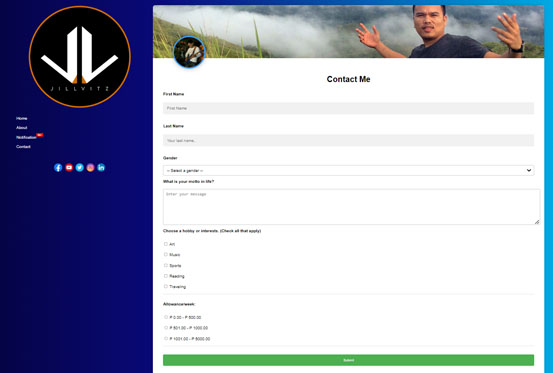 JILLVITZ
Home
About
Notification
Contact
Contact Me
First Name
First Name
Last Name
Your last name..
Gender
-- Select a gender --
What is your motto in life?
Enter your message
Choose a hobby or interests. (Check all that apply)
Art
Music
Sports
Reading
Traveling
Allowance/week:
₱ 0.00 - ₱ 500.00
₱ 501.00 - ₱ 1000.00
₱ 1001.00 - ₱ 5000.00
Submit